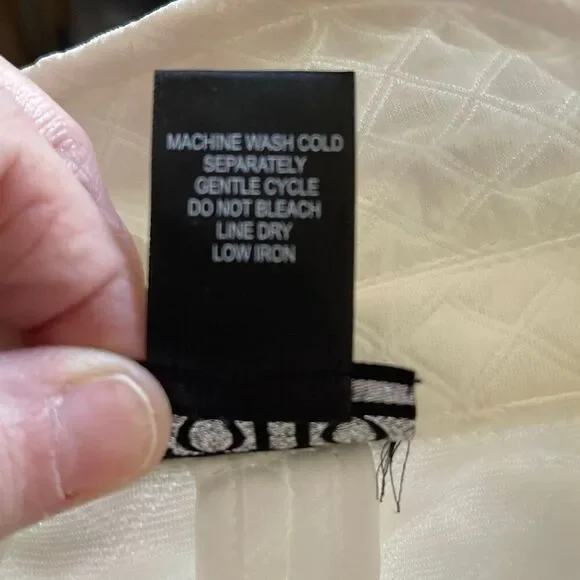 MACHINE WASH COLD
SEPARATELY
GENTLE CYCLE
DO NOT BLEACH
LINE DRY
LOW IRON